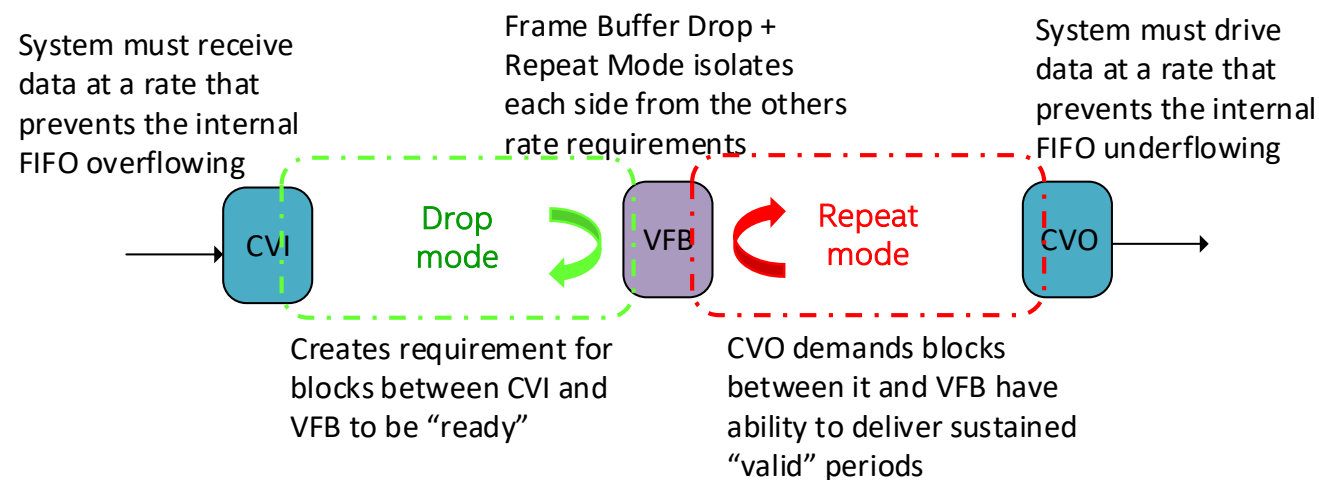 System must receive
data at a rate that
prevents the internal
FIFO overflowing
Frame Buffer Drop +
Repeat Mode isolates
each side from the others
rate requirements
System must drive
data at a rate that
prevents the internal
FIFO underflowing
CVI
Drop
mode
VFB
Repeat
mode
CVO
Creates requirement for
blocks between CVI and
VFB to be “ready”
CVO demands blocks
between it and VFB have
ability to deliver sustained
“valid” periods